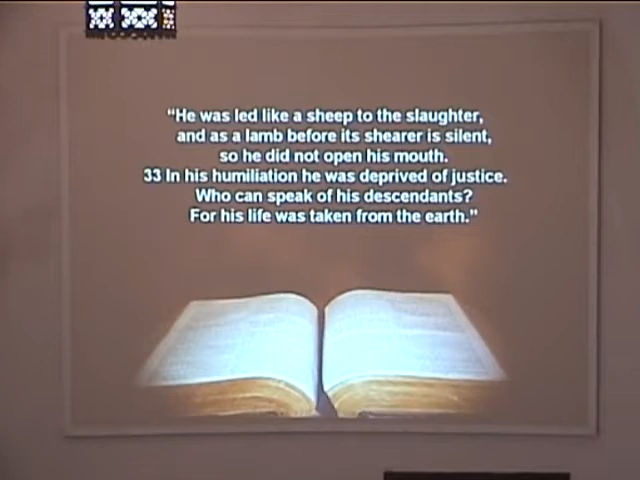 “He was led like a sheep to the slaughter,
and as a lamb before its shearer is silent,
so he did not open his mouth.
33 In his humiliation he was deprived of justice.
Who can speak of his descendants?
For his life was taken from the earth.”